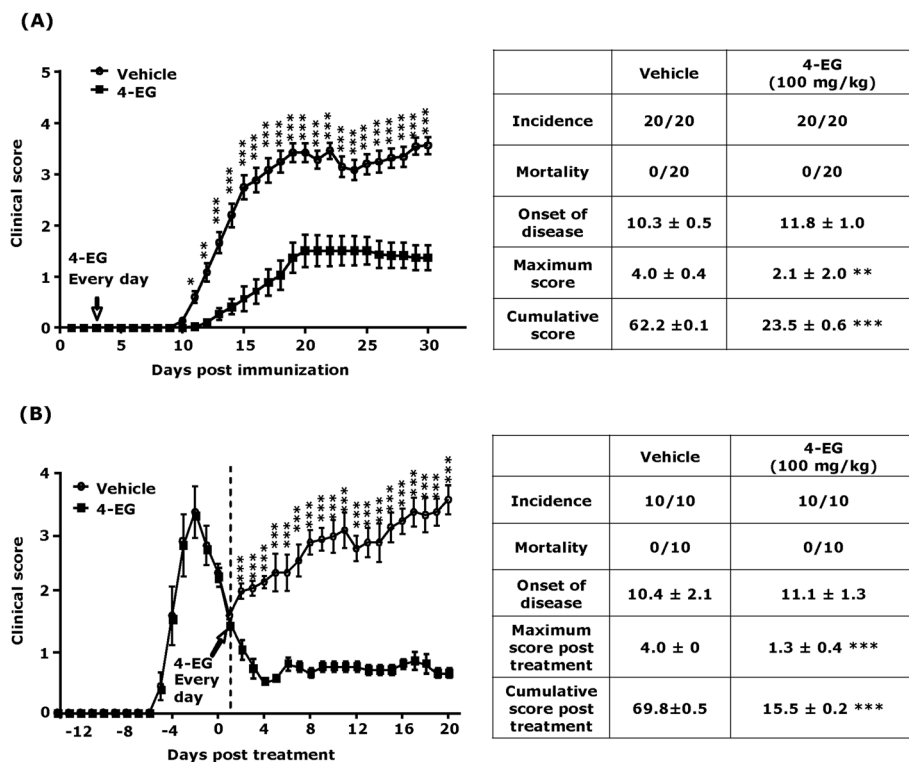 (A)
Vehicle
4-EG
Clinical score
5
4
3
2
1
0
4-EG
Every day
* ** *** *** *** *** *** *** *** *** *** *** *** *** *** *** *** *** *** ***
0 5 10 15 20 25 30
Days post immunization
Vehicle 4-EG
(100 mg/kg)
Incidence 20/20 20/20
Mortality 0/20 0/20
Onset of
disease 10.3 ± 0.5 11.8 ± 1.0
Maximum
score 4.0 ± 0.4 2.1 ± 2.0 **
Cumulative
score 62.2 ±0.1 23.5 ± 0.6 ***
(B)
Vehicle
4-EG
Clinical score
4
3
2
1
0
4-EG
Every
day
*** *** *** *** *** *** *** *** *** *** *** *** *** *** *** *** *** *** ***
-12 -8 -4 0 4 8 12 16 20
Days post treatment
Vehicle 4-EG
(100 mg/kg)
Incidence 10/10 10/10
Mortality 0/10 0/10
Onset of
disease 10.4 ± 2.1 11.1 ± 1.3
Maximum
score post
treatment 4.0 ± 0 1.3 ± 0.4 ***
Cumulative
score post
treatment 69.8±0.5 15.5 ± 0.2 ***